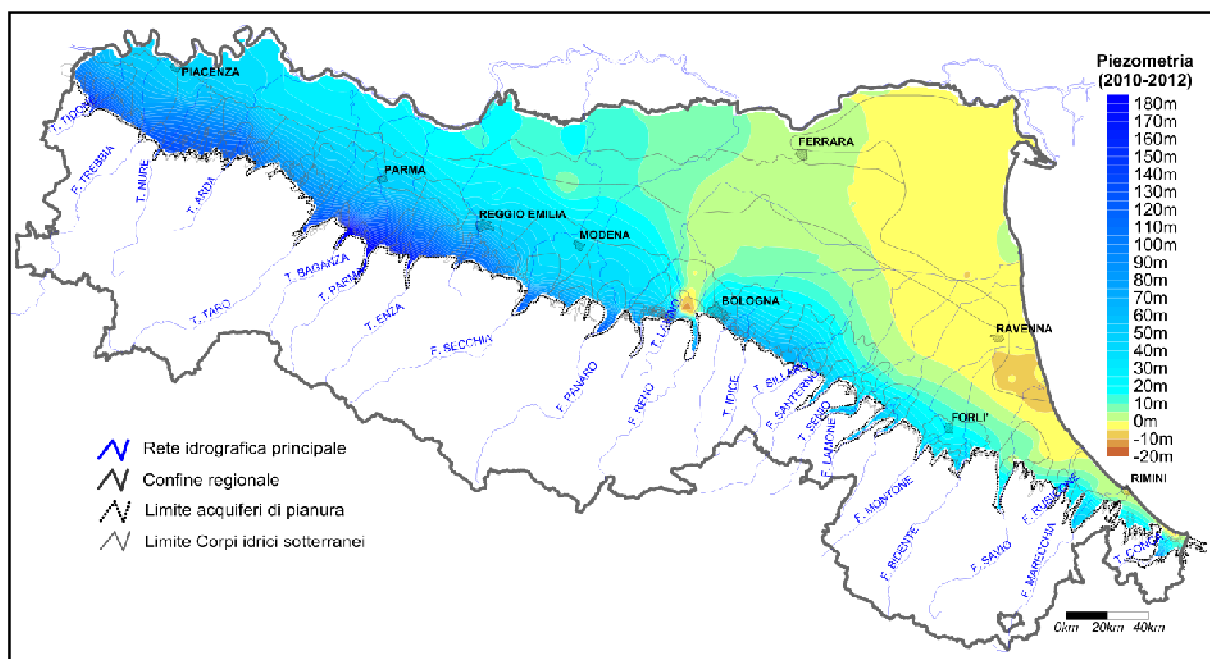 Piezometria
(2010-2012)
180m
170m
160m
150m
140m
130m
120m
110m
100m
90m
80m
70m
60m
50m
40m
30m
20m
10m
0m
-10m
-20m
PIACENZA
PARMA
REGGIO EMILIA
MODENA
BOLOGNA
FERRARA
RAVENNA
FORLI'
RIMINI
F. TREBBIA
T. NURE
T. ARDA
T. TARO
T. BAGANZA
T. PARMA
T. ENZA
F. SECCHIA
F. PANARO
F. RENO
T. IDICE
T. SILLARO
F. SANTERNO
T. SENIO
F. LAMONE
F. MONTONE
F. BIDENTE
F. SAVIO
F. RUBICONE
F. MARECCHIA
T. CONCA
Rete idrografica principale
Confine regionale
Limite acquiferi di pianura
Limite Corpi idrici sotterranei
0km 20km 40km